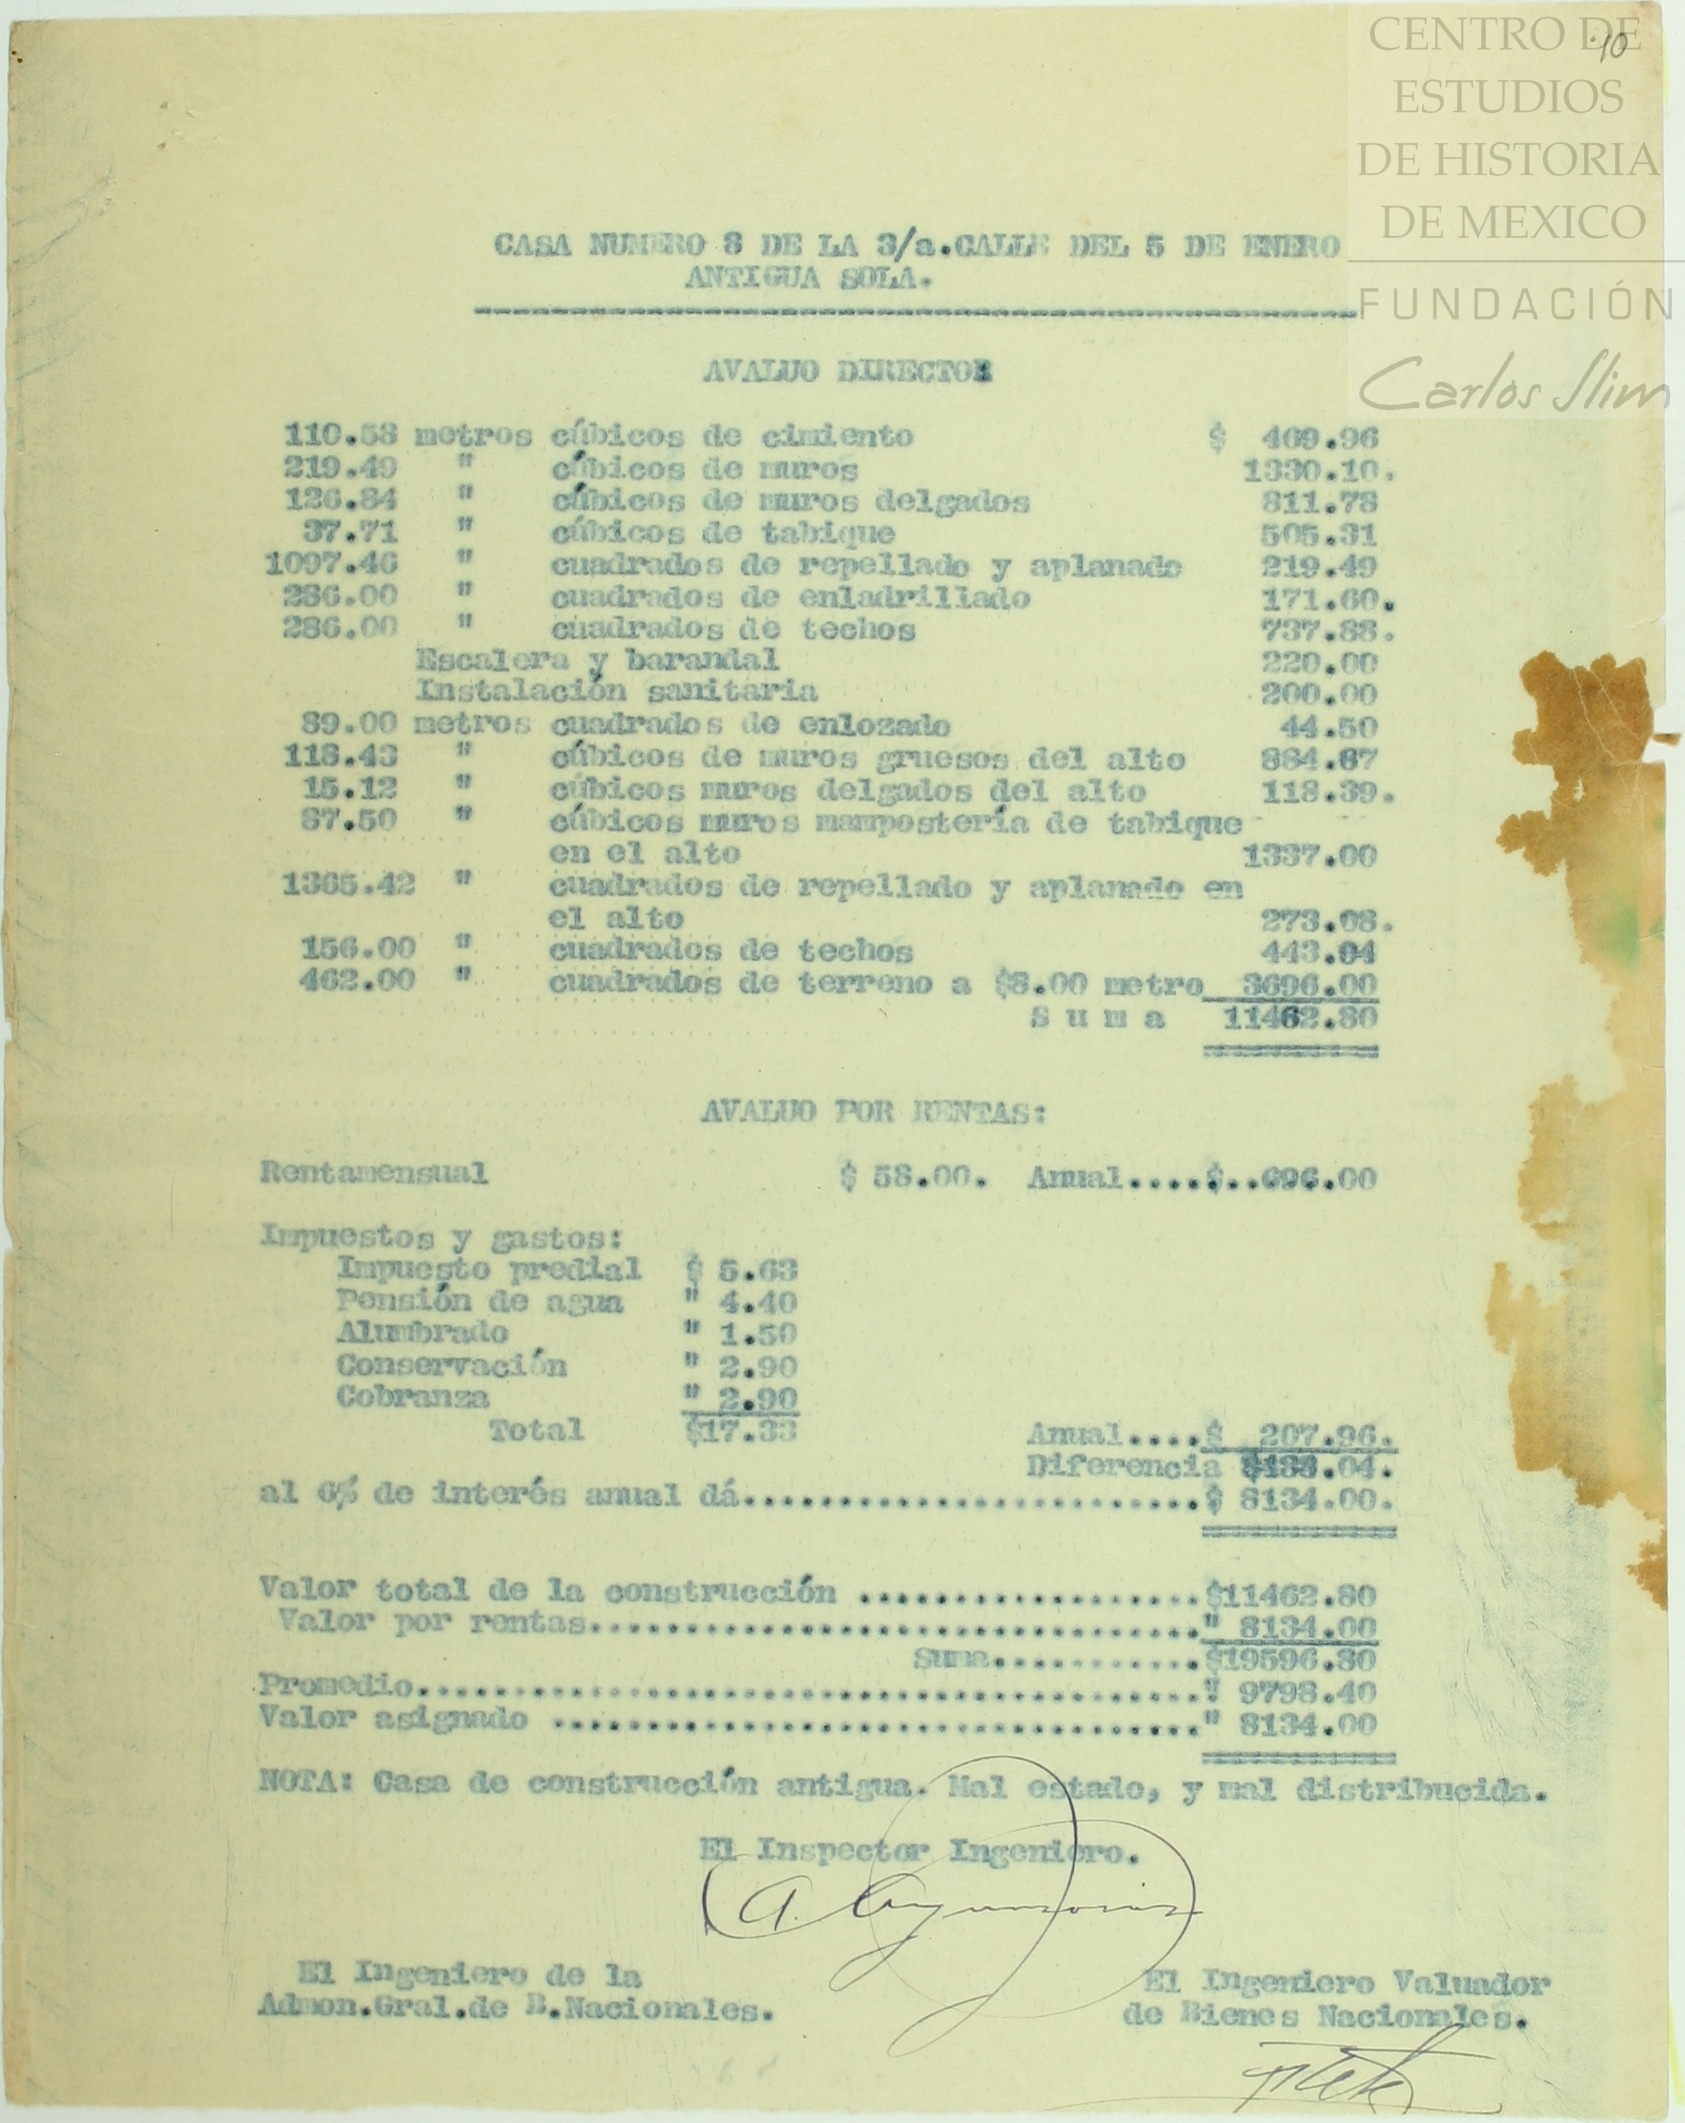 10
CENTRO DE
ESTUDIOS
DE HISTORIA
DE MEXICO
FUNDACIÓN
Carlos Slim
CASA NUMERO 8 DE LA 3/a.CALLE DEL 5 DE ENERO
ANTIGUA SOLA.
AVALUO DIRECTO
110.58 metros cúbicos de cimiento $ 469.96
219.49 " cúbicos de muros 1330.10.
126.84 " cúbicos de muros delgados 811.78
37.71 " cúbicos de tabique 505.31
1097.46 " cuadrados de repellado y aplanado 219.49
286.00 " cuadrados de enladrillado 171.60.
286.00 " cuadrados de techos 737.88.
Escalera y barandal 220.00
Instalación sanitaria 200.00
89.00 metros cuadrados de enlozado 44.50
118.43 " cúbicos de muros gruesos del alto 884.67
15.12 " cúbicos muros delgados del alto 118.39.
87.50 " cúbicos muros mampostería de tabique
en el alto 1337.00
1365.42 " cuadrados de repellado y aplanado en
el alto 273.08.
156.00 " cuadrados de techos 443.04
462.00 " cuadrados de terreno a $8.00 metro 3696.00
S u m a 11462.80
AVALUO POR RENTAS:
Rentamensual $ 58.00. Anual.....$..696.00
Impuestos y gastos:
Impuesto predial $ 5.63
Pensión de agua " 4.40
Alumbrado " 1.50
Conservación " 2.90
Cobranza " 2.90
Total $17.33 Anual....$ 207.96.
Diferencia $488.04.
al 6% de interés anual dá........................$ 8134.00.
Valor total de la construcción ..................$11462.80
Valor por rentas................................" 8134.00
Suma...........$19596.80
Promedio........................................." 9798.40
Valor asignado .................................." 8134.00
NOTA: Casa de construcción antigua. Mal estado, y mal distribucida.
El Inspector Ingeniero.
El Ingeniero de la
Admon.Gral.de B.Nacionales.
El Ingeniero Valuador
de Bienes Nacionales.